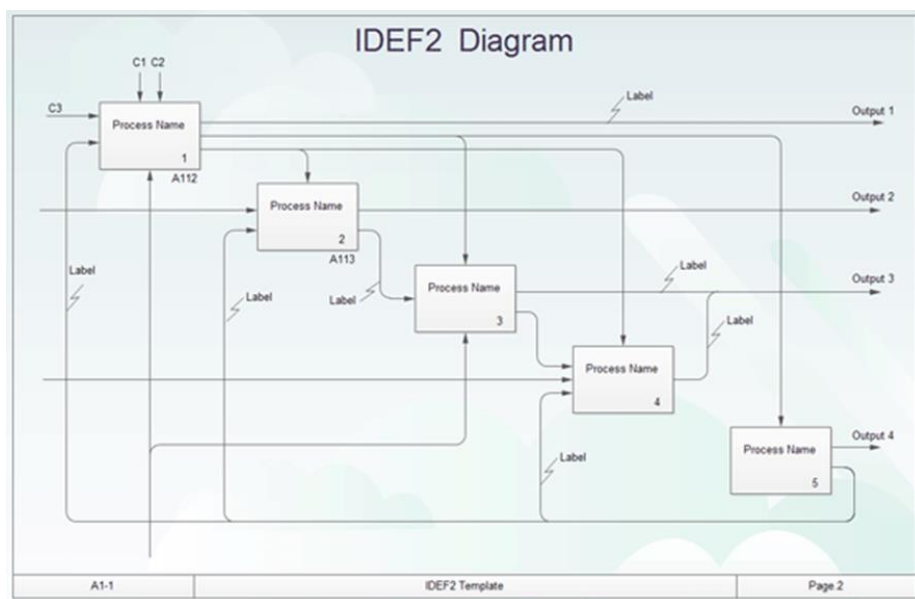 IDEF2 Diagram
C1 C2
C3
Label
Output 1
Process Name
1
A112
Output 2
Process Name
2
A113
Label
Label
Label
Label
Output 3
Process Name
3
Label
Process Name
4
Output 4
Label
Process Name
5
A1-1
IDEF2 Template
Page.2